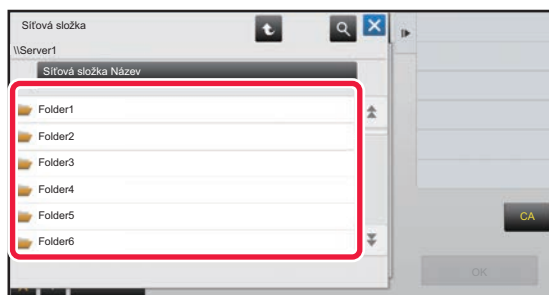 Síťová složka
\\Server1
Síťová složka Název
Folder1
Folder2
Folder3
Folder4
Folder5
Folder6
CA
OK